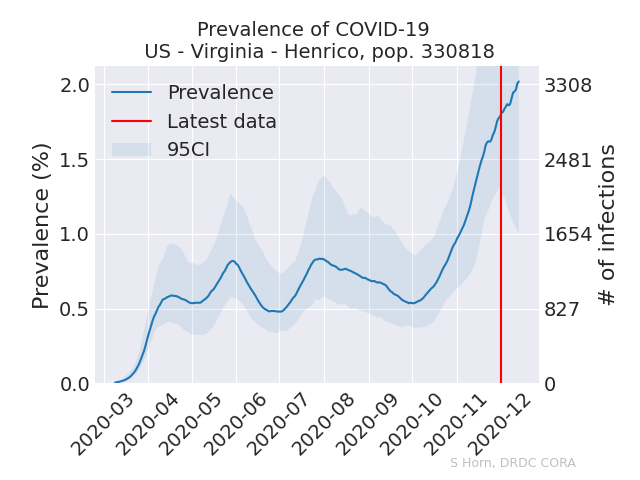 Prevalence of COVID-19
US - Virginia - Henrico, pop. 330818
Prevalence
Latest data
95CI
Prevalence (%)
2.0
1.5
1.0
0.5
0.0
3308
2481
1654
827
0
# of infections
2020-03
2020-04
2020-05
2020-06
2020-07
2020-08
2020-09
2020-10
2020-11
2020-12
S Horn, DRDC CORA